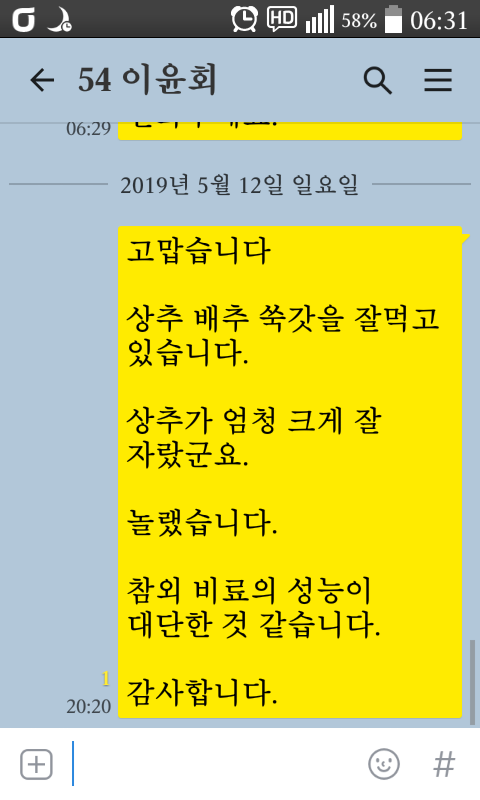 HD 58% 06:31
54 이윤회
06:29
2019년 5월 12일 일요일
고맙습니다
상추 배추 쑥갓을 잘먹고
있습니다.
상추가 엄청 크게 잘
자랐군요.
놀랬습니다.
참외 비료의 성능이
대단한 것 같습니다.
감사합니다.
1
20:20
#